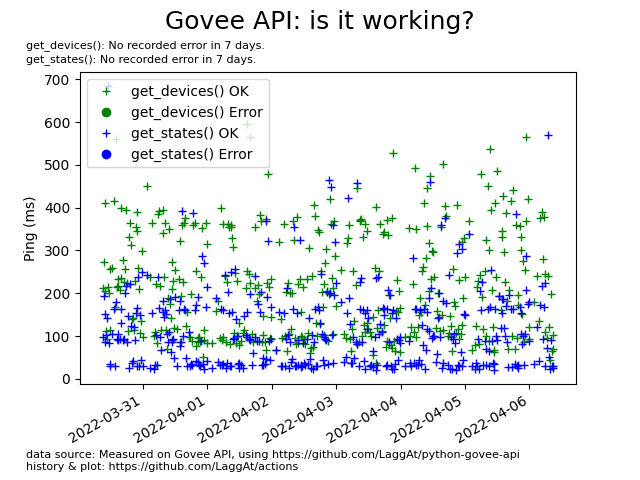 Govee API: is it working?
get_devices(): No recorded error in 7 days.
get_states(): No recorded error in 7 days.
get_devices() OK
get_devices() Error
get_states() OK
get_states() Error
Ping (ms)
700
600
500
400
300
200
100
0
2022-03-31
2022-04-01
2022-04-02
2022-04-03
2022-04-04
2022-04-05
2022-04-06
data source: Measured on Govee API, using https://github.com/LaggAt/python-govee-api
history & plot: https://github.com/LaggAt/actions